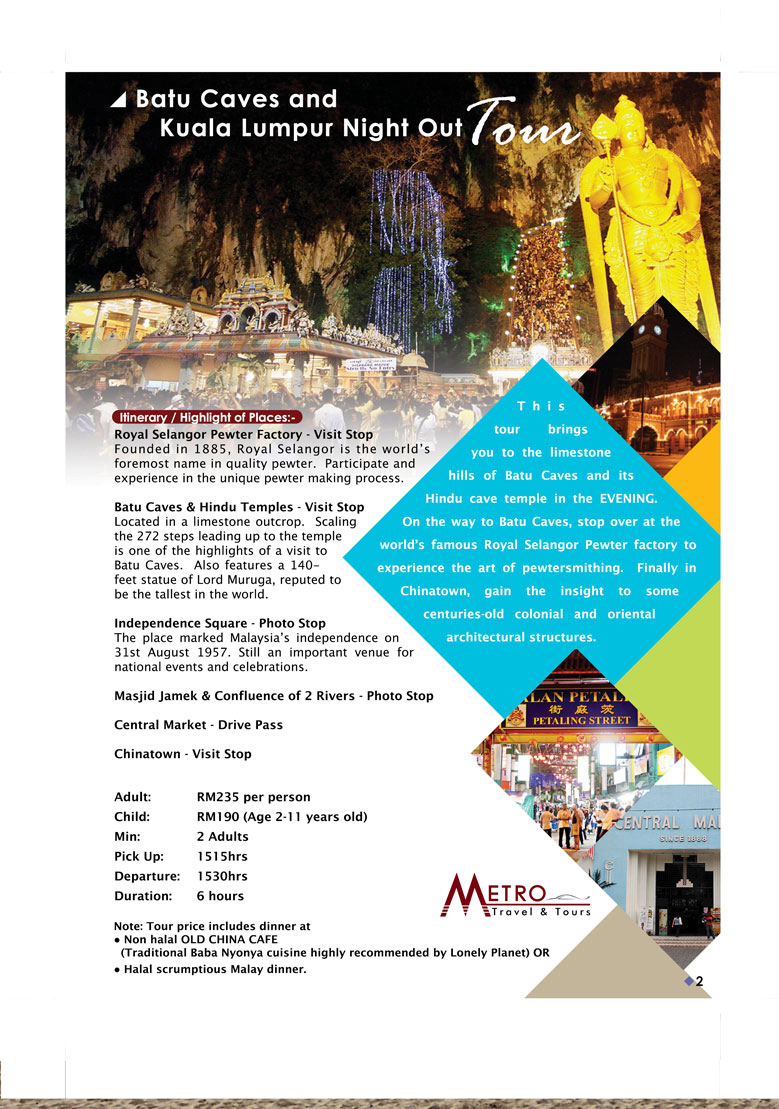 Batu Caves and
Kuala Lumpur Night Out Tour
Itinerary / Highlight of Places:-
Royal Selangor Pewter Factory - Visit Stop
Founded in 1885, Royal Selangor is the world's
foremost name in quality pewter. Participate and
experience in the unique pewter making process.
Batu Caves & Hindu Temples - Visit Stop
Located in a limestone outcrop. Scaling
the 272 steps leading up to the temple
is one of the highlights of a visit to
Batu Caves. Also features a 140-
feet statue of Lord Muruga, reputed to
be the tallest in the world.
Independence Square - Photo Stop
The place marked Malaysia's independence on
31st August 1957. Still an important venue for
national events and celebrations.
Masjid Jamek & Confluence of 2 Rivers - Photo Stop
Central Market - Drive Pass
Chinatown - Visit Stop
This
tour brings
you to the limestone
hills of Batu Caves and its
Hindu cave temple in the EVENING.
On the way to Batu Caves, stop over at the
world's famous Royal Selangor Pewter factory to
experience the art of pewtersmithing. Finally in
Chinatown, gain the insight to some
centuries-old colonial and oriental
architectural structures.
街廠茨
PETALING STREET
CENTRAL
SINCE 1888
Adult: RM235 per person
Child: RM190 (Age 2-11 years old)
Min: 2 Adults
Pick Up: 1515hrs
Departure: 1530hrs
Duration: 6 hours
METRO
Travel & Tours
Note: Tour price includes dinner at
● Non halal OLD CHINA CAFE
(Traditional Baba Nyonya cuisine highly recommended by Lonely Planet) OR
● Halal scrumptious Malay dinner.
2